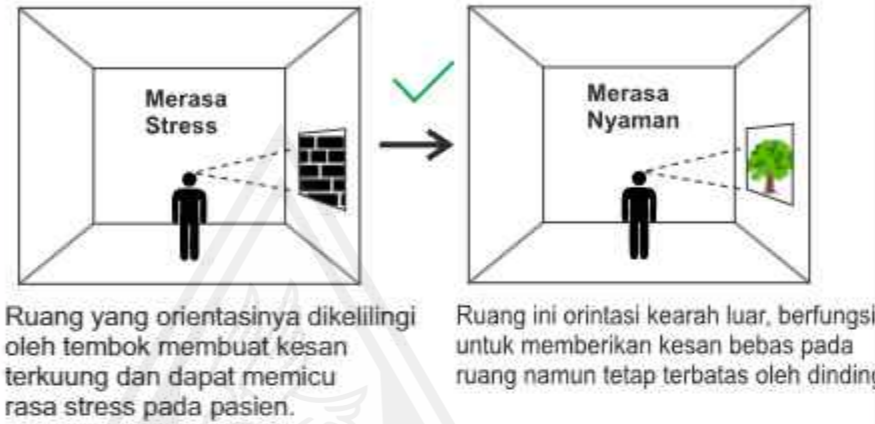 Merasa
Stress
Merasa
Nyaman
Ruang yang orientasinya dikelilingi
oleh tembok membuat kesan
terkuung dan dapat memicu
rasa stress pada pasien.
Ruang ini orintasi kearah luar, berfungsi
untuk memberikan kesan bebas pada
ruang namun tetap terbatas oleh dinding